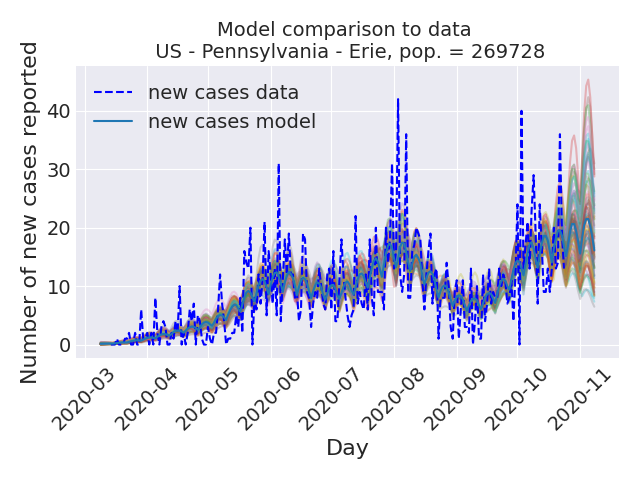 Model comparison to data
US - Pennsylvania - Erie, pop. = 269728
Number of new cases reported
new cases data
new cases model
40
30
20
10
0
2020-03
2020-04
2020-05
2020-06
2020-07
2020-08
2020-09
2020-10
2020-11
Day